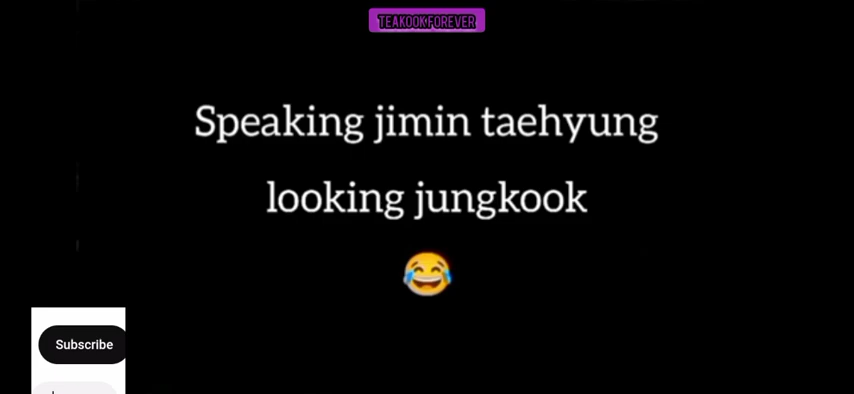 TEAKOOK FOREVER
Speaking jimin taehyung
looking jungkook
😂
Subscribe